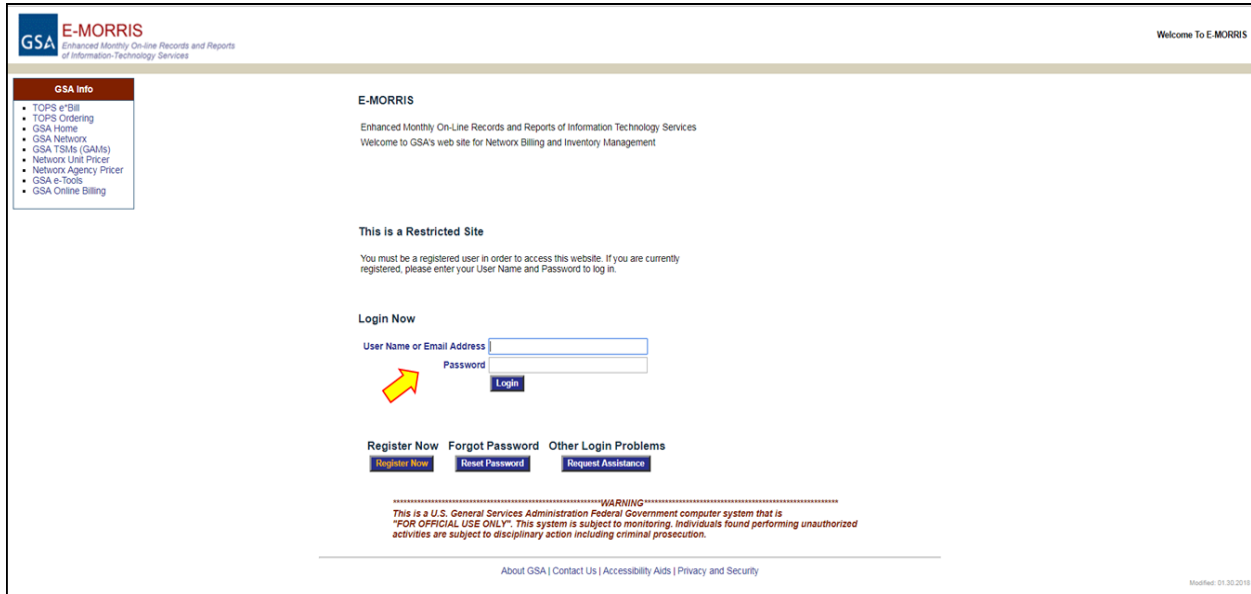 GSA
E-MORRIS
Enhanced Monthly On-line Records and Reports
of Information-Technology Services
Welcome To E-MORRIS
GSA Info
TOPS e*Bill
TOPS Ordering
GSA Home
GSA Networx
GSA TSMs (GAMs)
Networx Unit Pricer
Networx Agency Pricer
GSA e-Tools
GSA Online Billing
E-MORRIS
Enhanced Monthly On-Line Records and Reports of Information Technology Services
Welcome to GSA's web site for Networx Billing and Inventory Management
This is a Restricted Site
You must be a registered user in order to access this website. If you are currently
registered, please enter your User Name and Password to log in.
Login Now
User Name or Email Address
Password
Login
Register Now Forgot Password Other Login Problems
Register Now Reset Password Request Assistance
************************************************************WARNING********************************************************
This is a U.S. General Services Administration Federal Government computer system that is
"FOR OFFICIAL USE ONLY". This system is subject to monitoring. Individuals found performing unauthorized
activities are subject to disciplinary action including criminal prosecution.
About GSA | Contact Us | Accessibility Aids | Privacy and Security
Modified: 01.30.2018